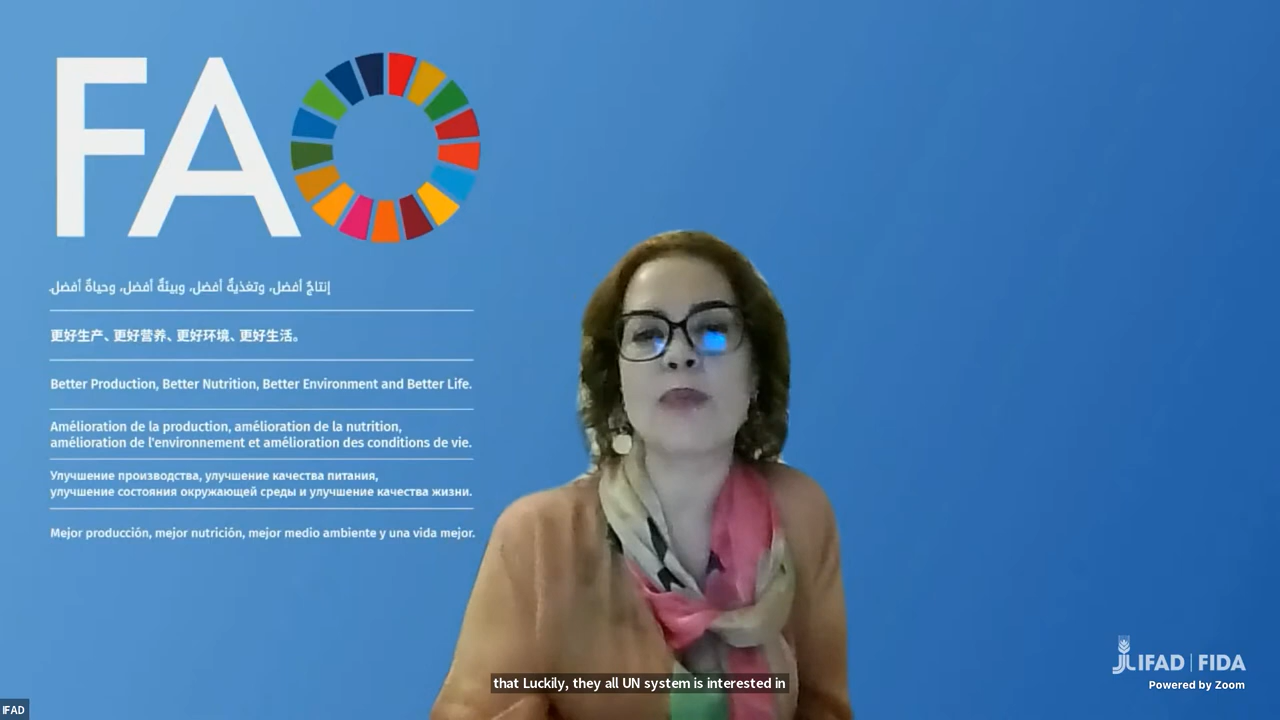 FAO
إنتاجٌ أفضل، وتغذيةٌ أفضل، وبيئةٌ أفضل، وحياةٌ أفضل.
更好生产、更好营养、更好环境、更好生活。
Better Production, Better Nutrition, Better Environment and Better Life.
Amélioration de la production, amélioration de la nutrition,
amélioration de l'environnement et amélioration des conditions de vie.
Улучшение производства, улучшение качества питания,
улучшение состояния окружающей среды и улучшение качества жизни.
Mejor producción, mejor nutrición, mejor medio ambiente y una vida mejor.
that Luckily, they all UN system is interested in
IFAD | FIDA
Powered by Zoom
IFAD